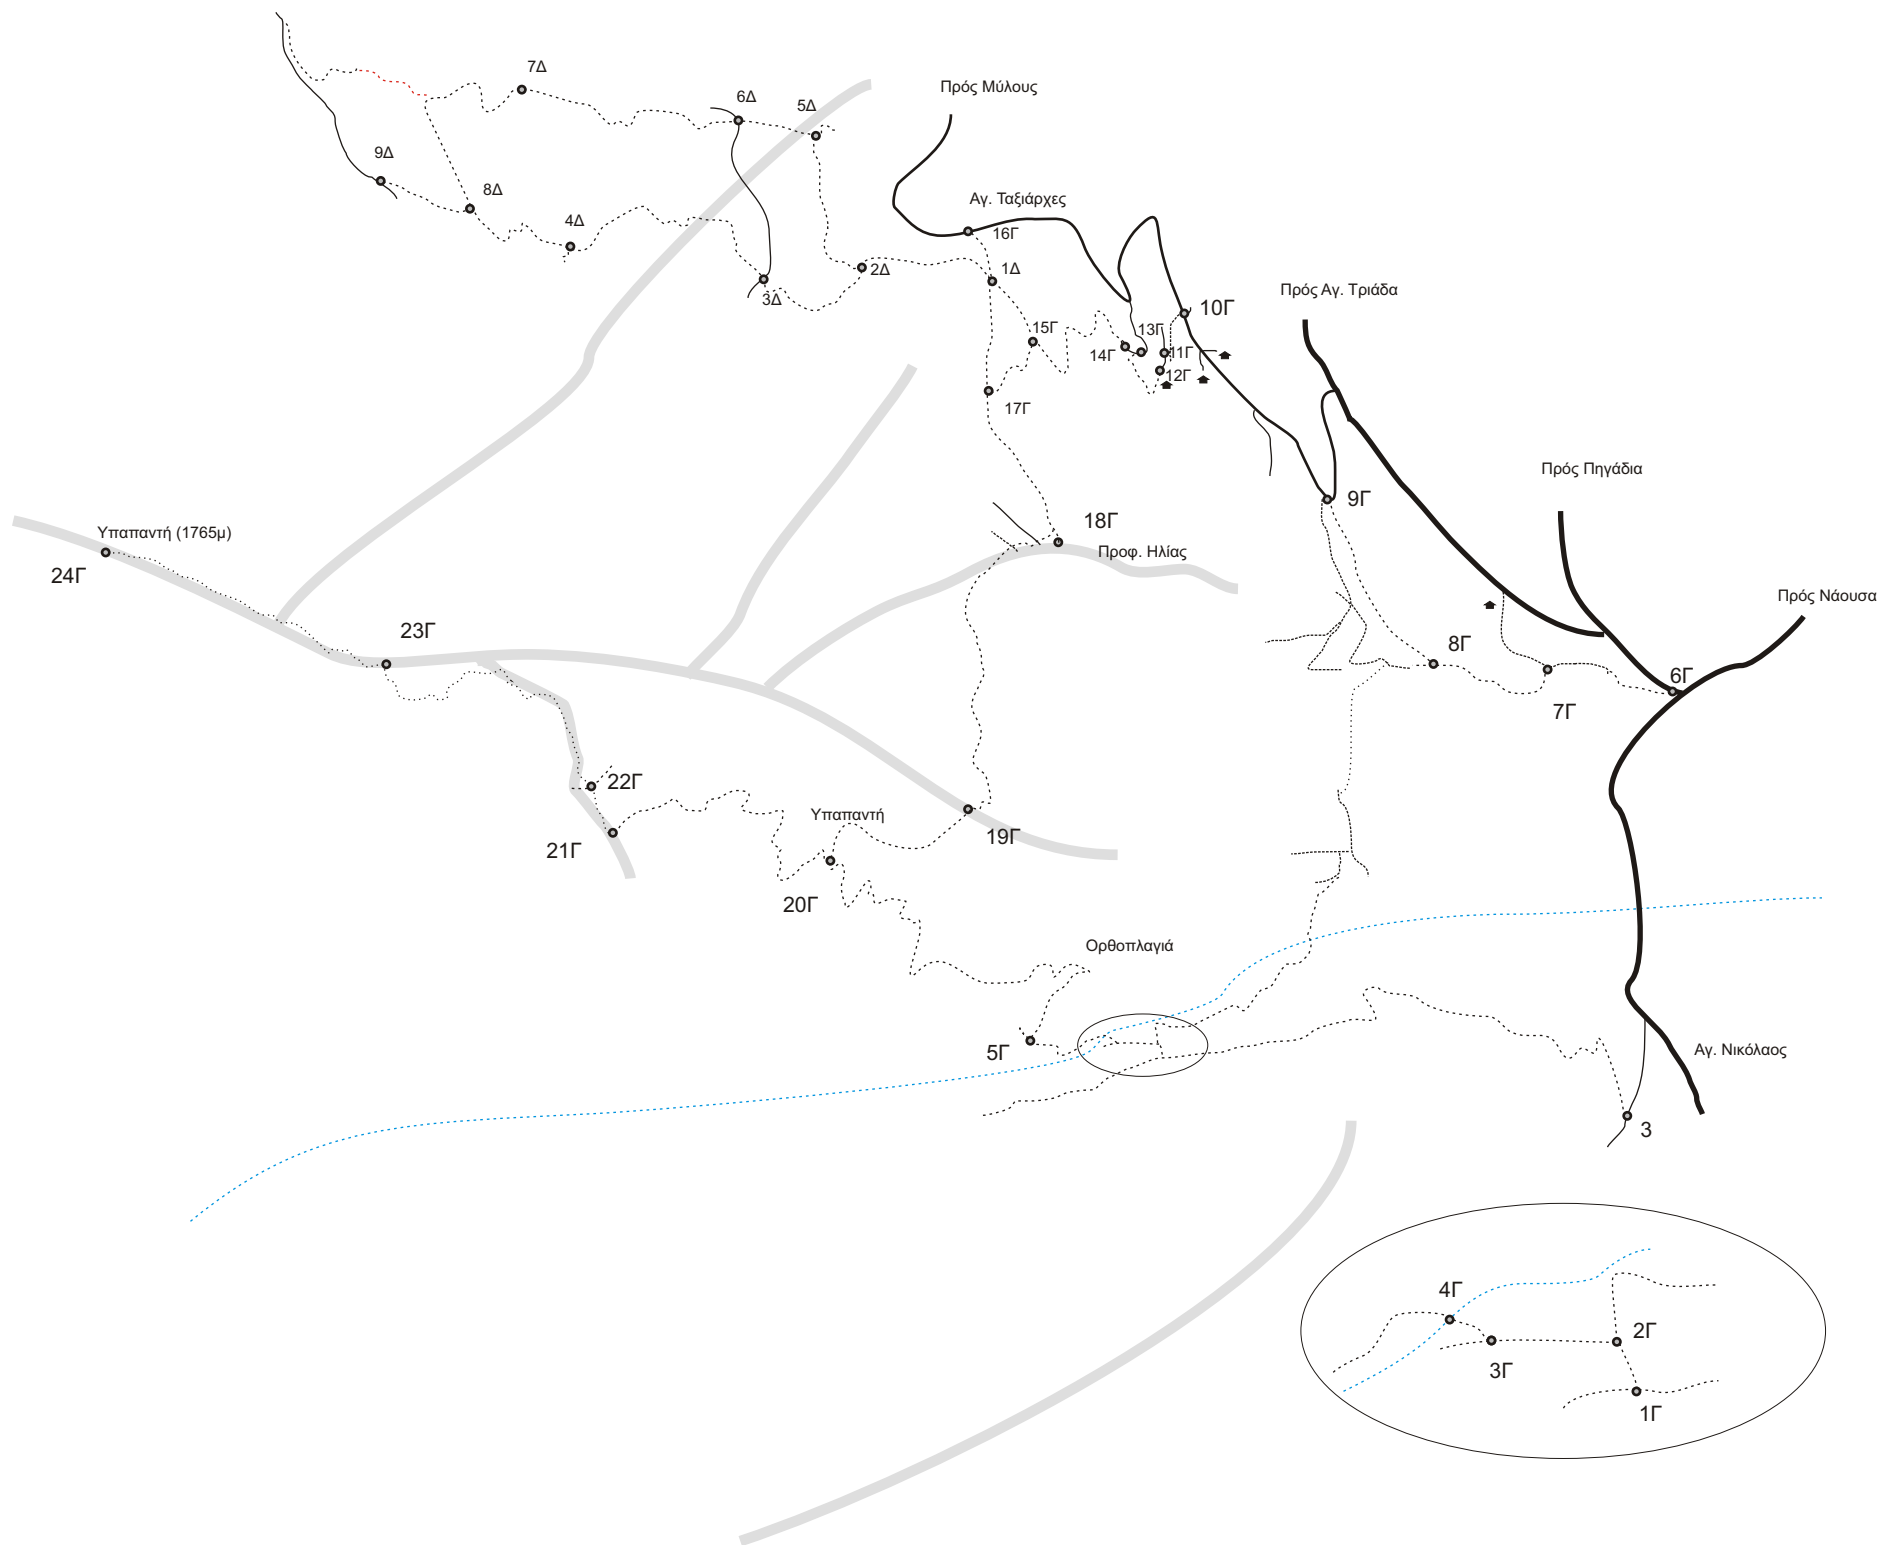 7Δ
6Δ
5Δ
Πρός Μύλους
9Δ
8Δ
4Δ
Αγ. Ταξιάρχες
16Γ
2Δ
1Δ
3Δ
Πρός Αγ. Τριάδα
10Γ
15Γ
13Γ
14Γ
11Γ
12Γ
17Γ
Πρός Πηγάδια
9Γ
18Γ
Προφ. Ηλίας
Υπαπαντή (1765μ)
24Γ
Πρός Νάουσα
23Γ
8Γ
6Γ
7Γ
22Γ
Υπαπαντή
19Γ
21Γ
20Γ
Ορθοπλαγιά
5Γ
Αγ. Νικόλαος
3
4Γ
2Γ
3Γ
1Γ